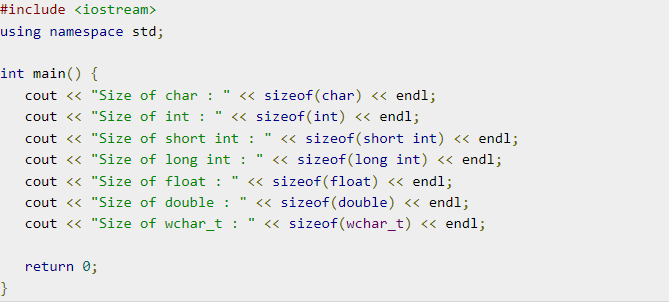 #include <iostream>
using namespace std;
int main() {
cout << "Size of char : " << sizeof(char) << endl;
cout << "Size of int : " << sizeof(int) << endl;
cout << "Size of short int : " << sizeof(short int) << endl;
cout << "Size of long int : " << sizeof(long int) << endl;
cout << "Size of float : " << sizeof(float) << endl;
cout << "Size of double : " << sizeof(double) << endl;
cout << "Size of wchar_t : " << sizeof(wchar_t) << endl;
return 0;
}